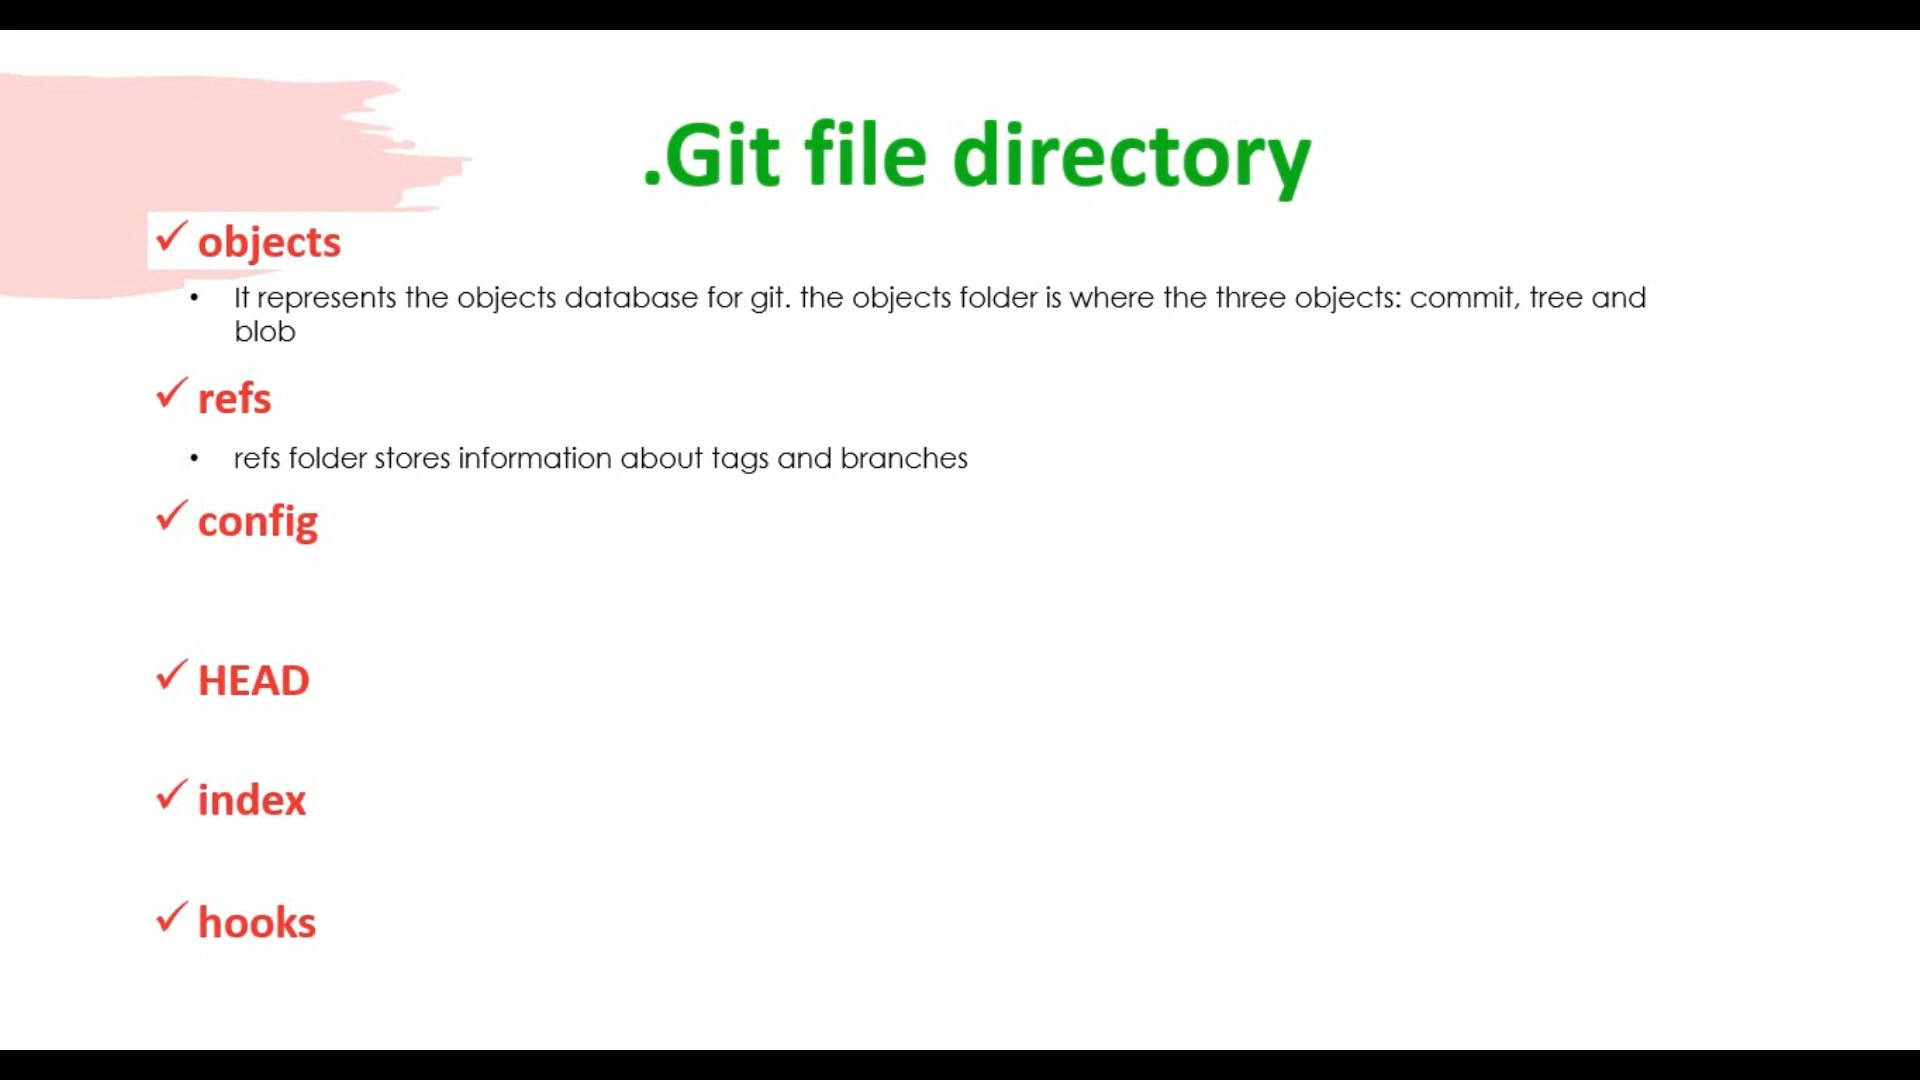 .Git file directory
✓ objects
• It represents the objects database for git. the objects folder is where the three objects: commit, tree and
blob
✓ refs
• refs folder stores information about tags and branches
✓ config
✓ HEAD
✓ index
✓ hooks